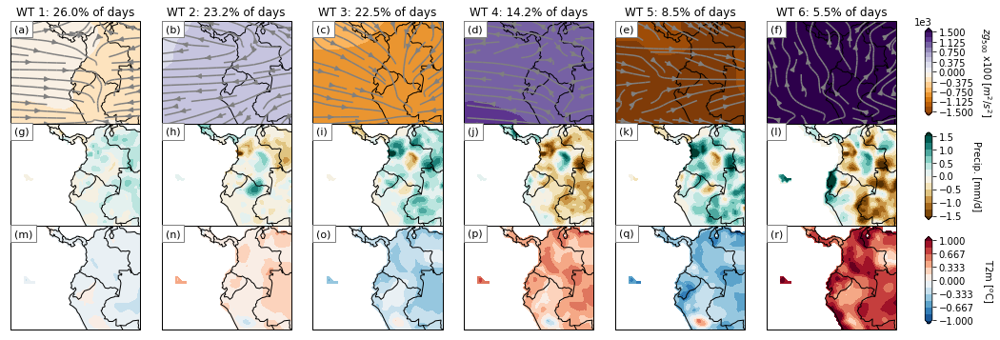 WT 1: 26.0% of days
WT 2: 23.2% of days
WT 3: 22.5% of days
WT 4: 14.2% of days
WT 5: 8.5% of days
WT 6: 5.5% of days
(a)
(b)
(c)
(d)
(e)
(f)
1e3
1.500
1.125
0.750
0.375
0.000
−0.375
−0.750
−1.125
−1.500
zg500 x100 [m²/s²]
(g)
(h)
(i)
(j)
(k)
(l)
1.5
1.0
0.5
0.0
−0.5
−1.0
−1.5
Precip. [mm/d]
(m)
(n)
(o)
(p)
(q)
(r)
1.000
0.667
0.333
0.000
−0.333
−0.667
−1.000
T2m [°C]